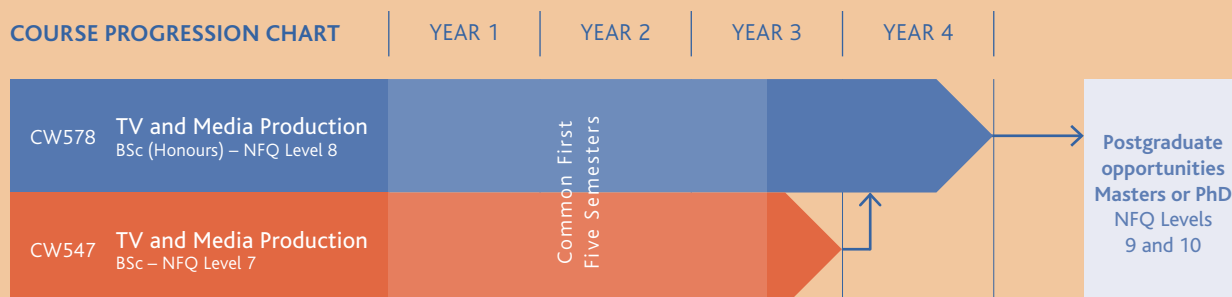 COURSE PROGRESSION CHART
YEAR 1
YEAR 2
YEAR 3
YEAR 4
CW578
TV and Media Production
BSc (Honours) – NFQ Level 8
CW547
TV and Media Production
BSc – NFQ Level 7
Common First
Five Semesters
Postgraduate
opportunities
Masters or PhD
NFQ Levels
9 and 10